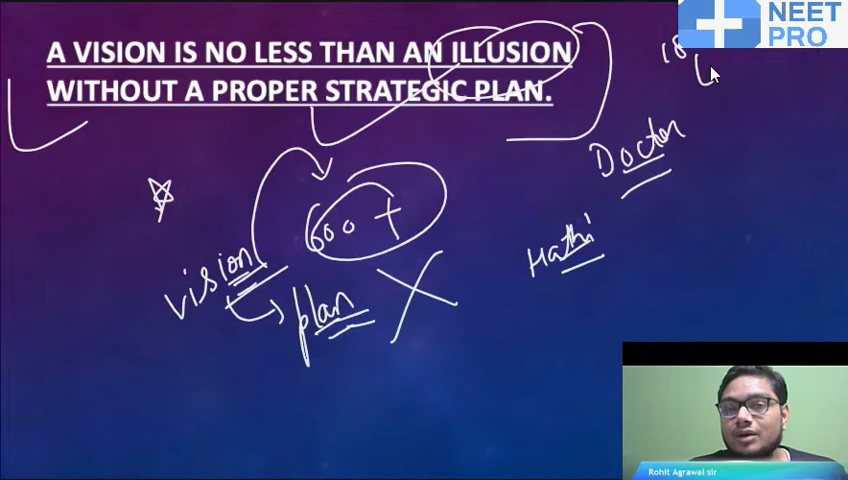 NEET
PRO
A VISION IS NO LESS THAN AN ILLUSION
WITHOUT A PROPER STRATEGIC PLAN.
18
Doctor
600+
Hathi
vision
plan
Rohit Agrawal sir